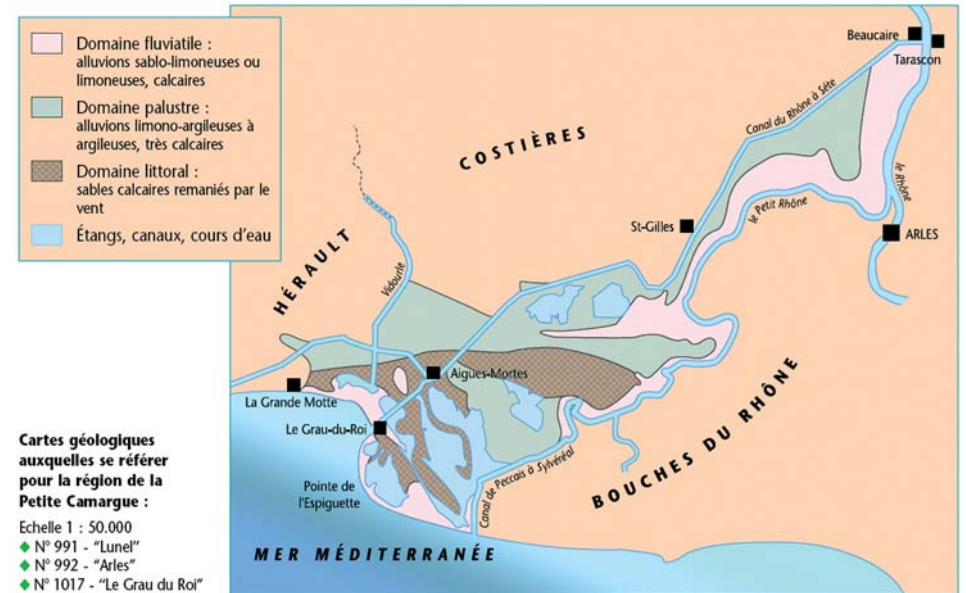 Domaine fluviatile :
alluvions sablo-limoneuses ou
limoneuses, calcaires
Domaine palustre :
alluvions limono-argileuses à
argileuses, très calcaires
Domaine littoral :
sables calcaires remaniés par le
vent
Étangs, canaux, cours d'eau
Beaucaire
Tarascon
Canal du Rhône à Séte
COSTIÈRES
le Rhône
le Petit Rhône
St-Gilles
ARLES
HÉRAULT
Vidourle
Aigues-Mortes
La Grande Motte
Le Grau-du-Roi
BOUCHES DU RHÔNE
Canal de Peccais à Sylvéréal
Pointe de
l'Espiguette
MER MÉDITERRANÉE
Cartes géologiques
auxquelles se référer
pour la région de la
Petite Camargue :
Echelle 1 : 50.000
◆ N° 991 - "Lunel"
◆ N° 992 - "Arles"
◆ N° 1017 - "Le Grau du Roi"